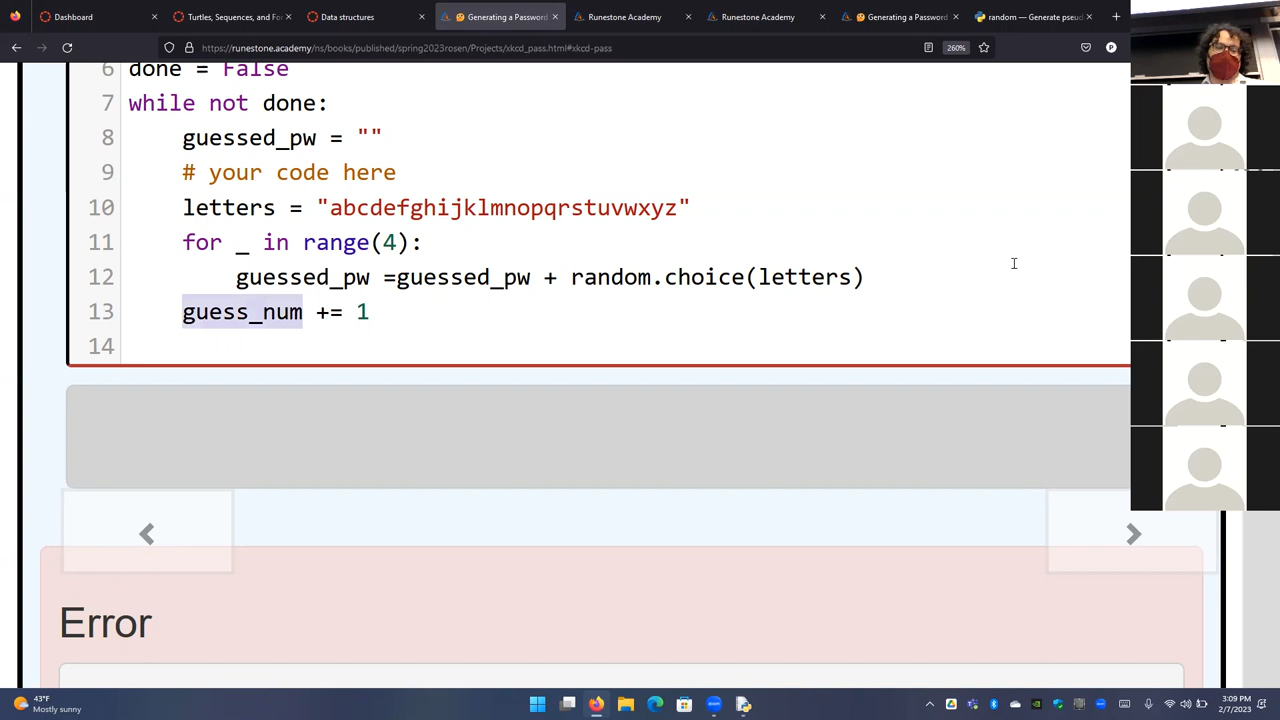 Dashboard
Turtles, Sequences, and For
Data structures
Generating a Password
Runestone Academy
Runestone Academy
Generating a Password
random — Generate pseud
https://runestone.academy/ns/books/published/spring2023rosen/Projects/xkcd_pass.html#xkcd-pass
260%
6 done = False
7 while not done:
8 guessed_pw = ""
9 # your code here
10 letters = "abcdefghijklmnopqrstuvwxyz"
11 for _ in range(4):
12 guessed_pw =guessed_pw + random.choice(letters)
13 guess_num += 1
14
Error
43°F
Mostly sunny
3:09 PM
2/7/2023